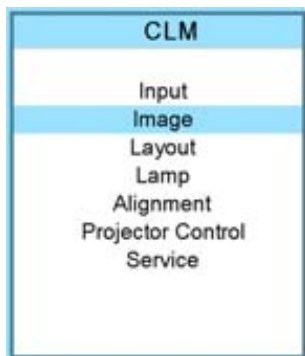 CLM
Input
Image
Layout
Lamp
Alignment
Projector Control
Service